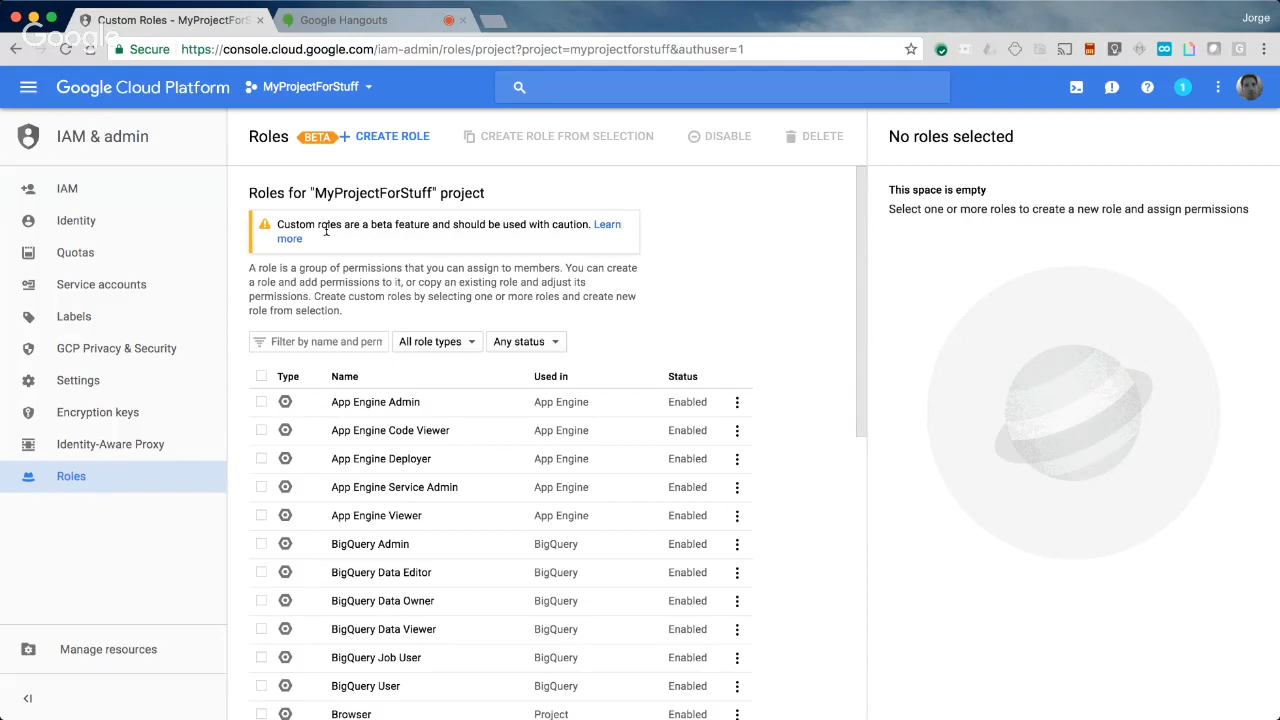 Custom Roles - MyProjectForS
Google Hangouts
Jorge
Google
Secure
https://console.cloud.google.com/iam-admin/roles/project?project=myprojectforstuff&authuser=1
Google Cloud Platform
MyProjectForStuff
1
IAM & admin
Roles BETA
CREATE ROLE
CREATE ROLE FROM SELECTION
DISABLE
DELETE
No roles selected
IAM
Identity
Quotas
Service accounts
Labels
GCP Privacy & Security
Settings
Encryption keys
Identity-Aware Proxy
Roles
Manage resources
Roles for "MyProjectForStuff" project
Custom roles are a beta feature and should be used with caution. Learn
more
A role is a group of permissions that you can assign to members. You can create
a role and add permissions to it, or copy an existing role and adjust its
permissions. Create custom roles by selecting one or more roles and create new
role from selection.
Filter by name and perm
All role types
Any status
Type Name Used in Status
App Engine Admin App Engine Enabled
App Engine Code Viewer App Engine Enabled
App Engine Deployer App Engine Enabled
App Engine Service Admin App Engine Enabled
App Engine Viewer App Engine Enabled
BigQuery Admin BigQuery Enabled
BigQuery Data Editor BigQuery Enabled
BigQuery Data Owner BigQuery Enabled
BigQuery Data Viewer BigQuery Enabled
BigQuery Job User BigQuery Enabled
BigQuery User BigQuery Enabled
Browser Project Enabled
This space is empty
Select one or more roles to create a new role and assign permissions